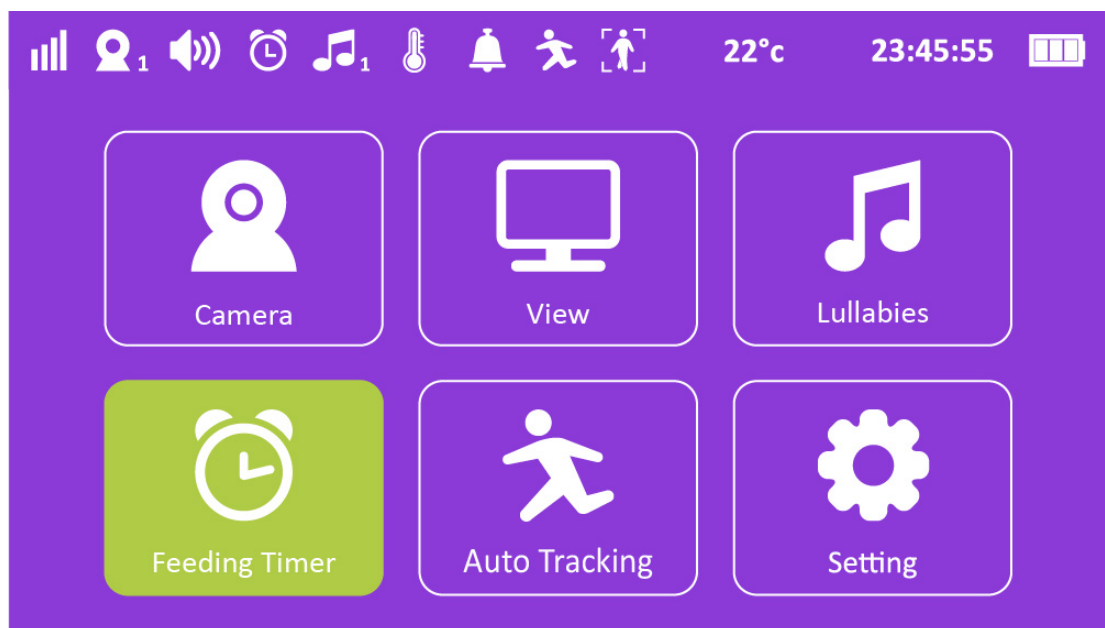 1 1 22°c 23:45:55
Camera View Lullabies
Feeding Timer Auto Tracking Setting